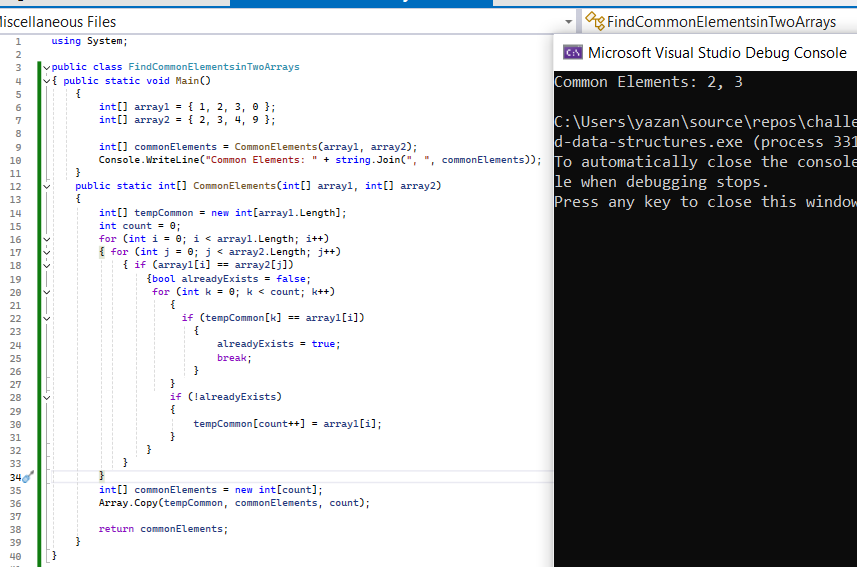 iscellaneous Files
FindCommonElementsinTwoArrays
1 using System;
2
3 public class FindCommonElementsinTwoArrays
4 { public static void Main()
5 {
6 int[] array1 = { 1, 2, 3, 0 };
7 int[] array2 = { 2, 3, 4, 9 };
8
9 int[] commonElements = CommonElements(array1, array2);
10 Console.WriteLine("Common Elements: " + string.Join(", ", commonElements));
11 }
12 public static int[] CommonElements(int[] array1, int[] array2)
13 {
14 int[] tempCommon = new int[array1.Length];
15 int count = 0;
16 for (int i = 0; i < array1.Length; i++)
17 { for (int j = 0; j < array2.Length; j++)
18 { if (array1[i] == array2[j])
19 {bool alreadyExists = false;
20 for (int k = 0; k < count; k++)
21 {
22 if (tempCommon[k] == array1[i])
23 {
24 alreadyExists = true;
25 break;
26 }
27 }
28 if (!alreadyExists)
29 {
30 tempCommon[count++] = array1[i];
31 }
32 }
33 }
34 }
35 int[] commonElements = new int[count];
36 Array.Copy(tempCommon, commonElements, count);
37
38 return commonElements;
39 }
40 }
Microsoft Visual Studio Debug Console
Common Elements: 2, 3
C:\Users\yazan\source\repos\challe
d-data-structures.exe (process 331
To automatically close the console
le when debugging stops.
Press any key to close this window